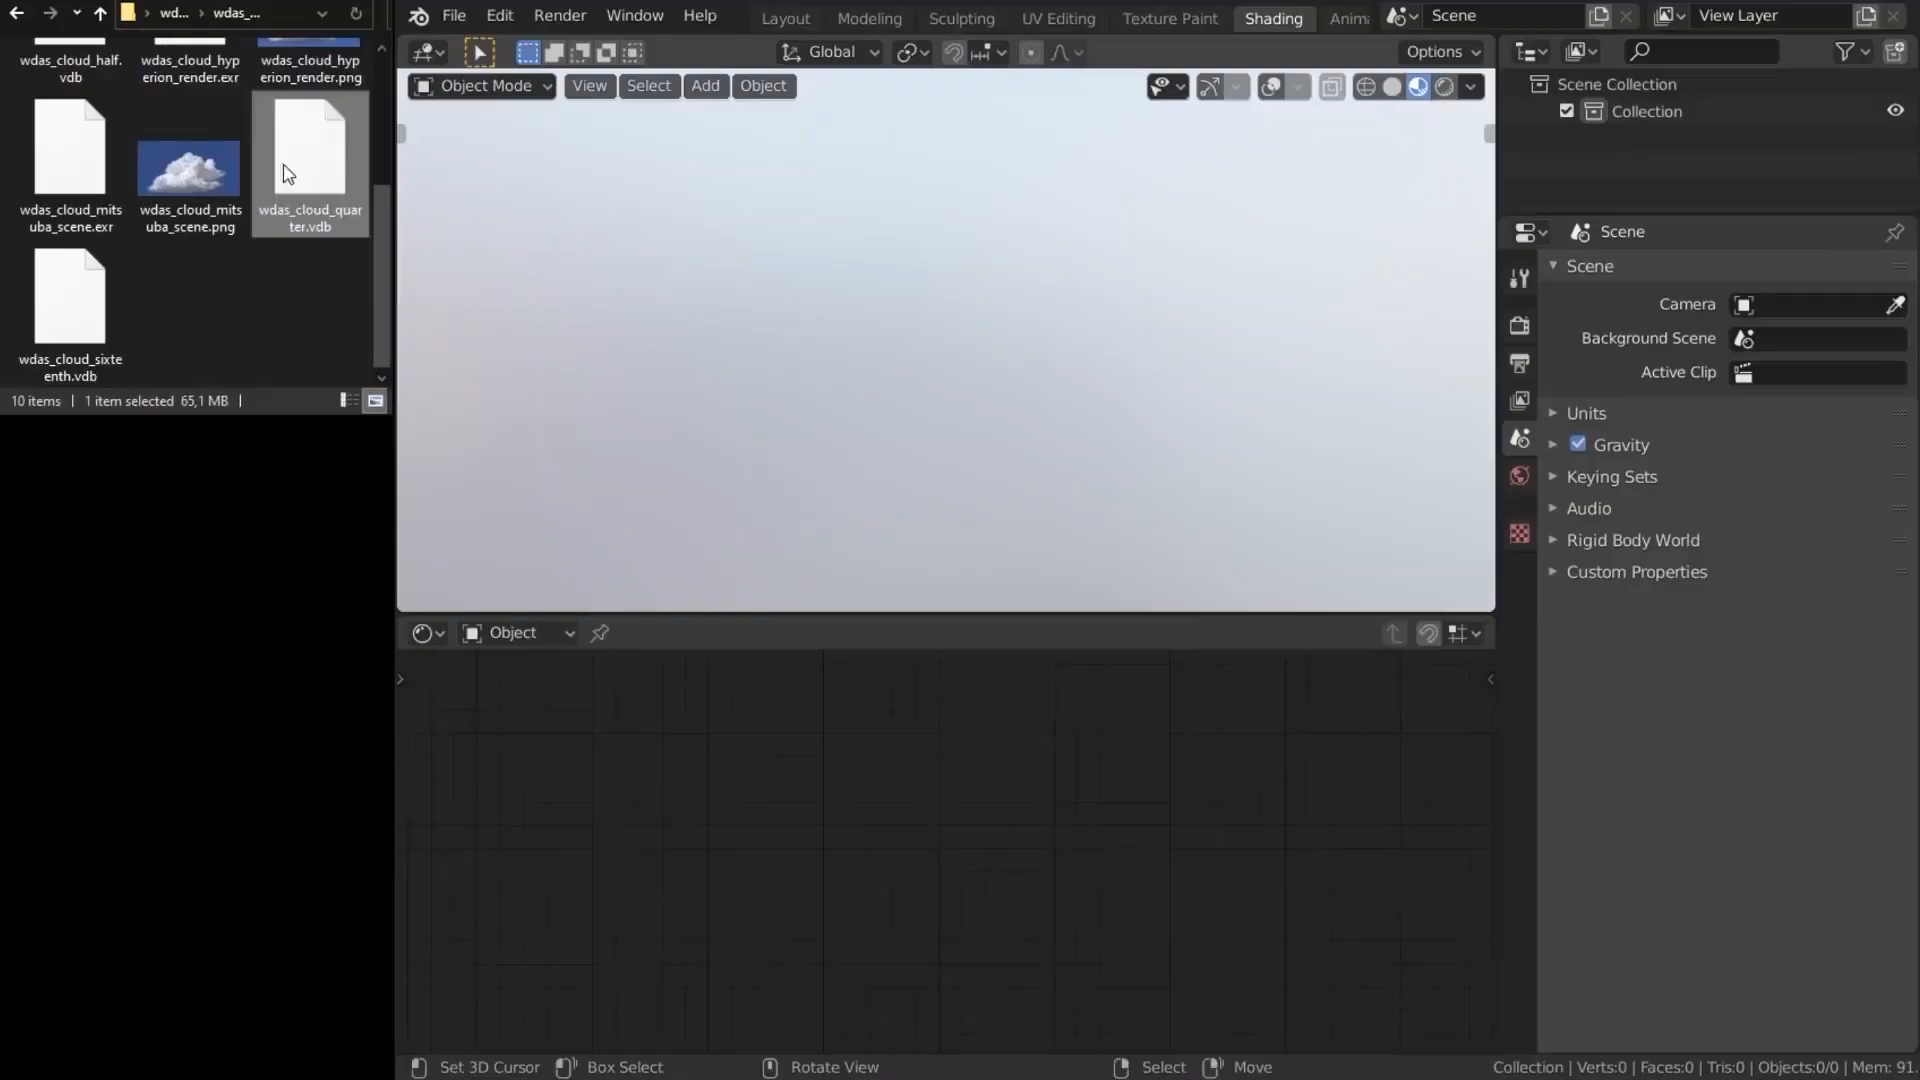 wd... wdas_...
wdas_cloud_half.
vdb
wdas_cloud_hyp
erion_render.exr
wdas_cloud_hyp
erion_render.png
wdas_cloud_mits
uba_scene.exr
wdas_cloud_mits
uba_scene.png
wdas_cloud_quar
ter.vdb
wdas_cloud_sixte
enth.vdb
10 items | 1 item selected 65,1 MB |
File Edit Render Window Help Layout Modeling Sculpting UV Editing Texture Paint Shading Anima Scene View Layer
Global Options
Object Mode View Select Add Object
Scene Collection
Collection
Scene
Scene
Camera
Background Scene
Active Clip
Units
Gravity
Keying Sets
Audio
Rigid Body World
Custom Properties
Object
Set 3D Cursor Box Select Rotate View Select Move Collection | Verts:0 | Faces:0 | Tris:0 | Objects:0/0 | Mem: 91.